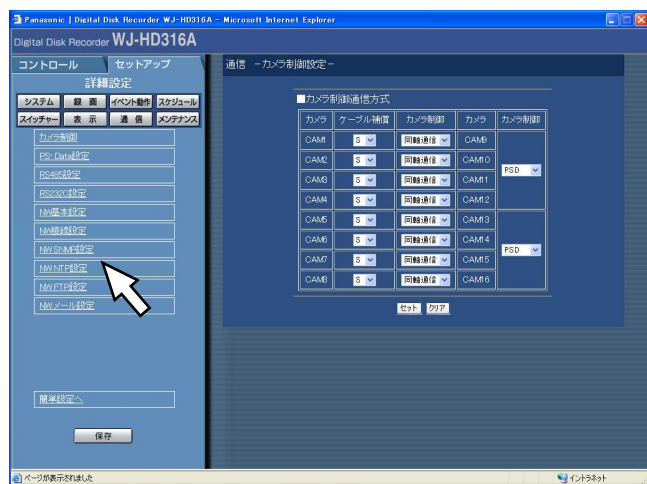 Panasonic | Digital Disk Recorder WJ-HD316A - Microsoft Internet Explorer
Digital Disk Recorder WJ-HD316A
コントロール セットアップ
詳細設定
システム 録 画 イベント動作 スケジュール
スイッチャー 表 示 通 信 メンテナンス
カメラ制御
PS･Data設定
RS485設定
RS232C設定
NW基本設定
NW接続設定
NW SNMP設定
NW NTP設定
NW FTP設定
NW メール設定
簡単設定へ
保存
通信 －カメラ制御設定－
■カメラ制御通信方式
カメラ ケーブル補償 カメラ制御 カメラ カメラ制御
CAM1 S 同軸通信 CAM9
CAM2 S 同軸通信 CAM10
PSD
CAM3 S 同軸通信 CAM11
CAM4 S 同軸通信 CAM12
CAM5 S 同軸通信 CAM13
CAM6 S 同軸通信 CAM14
PSD
CAM7 S 同軸通信 CAM15
CAM8 S 同軸通信 CAM16
セット クリア
ページが表示されました
イントラネット